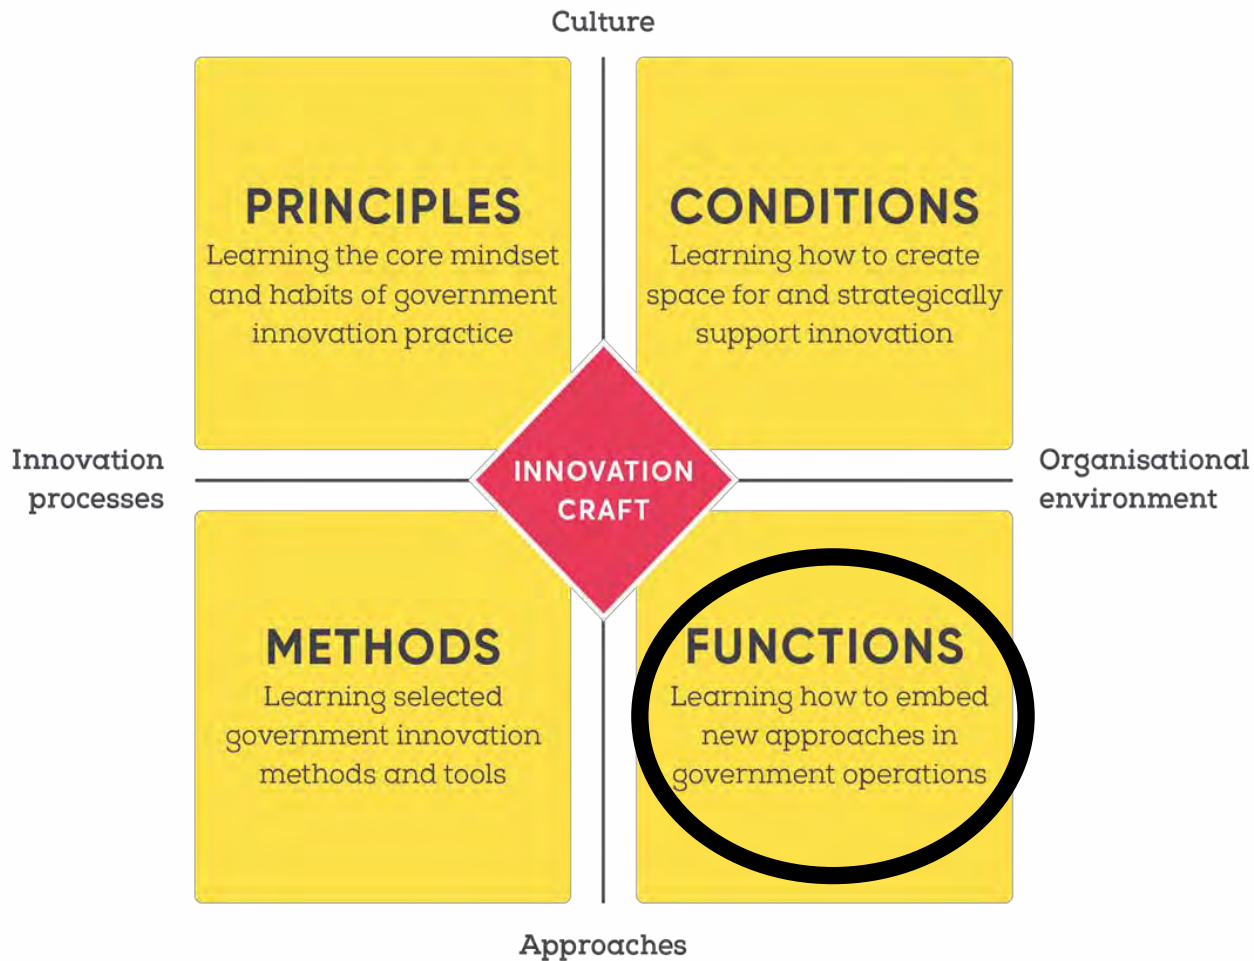 Culture
PRINCIPLES
Learning the core mindset
and habits of government
innovation practice
CONDITIONS
Learning how to create
space for and strategically
support innovation
Innovation
processes
INNOVATION
CRAFT
Organisational
environment
METHODS
Learning selected
government innovation
methods and tools
FUNCTIONS
Learning how to embed
new approaches in
government operations
Approaches